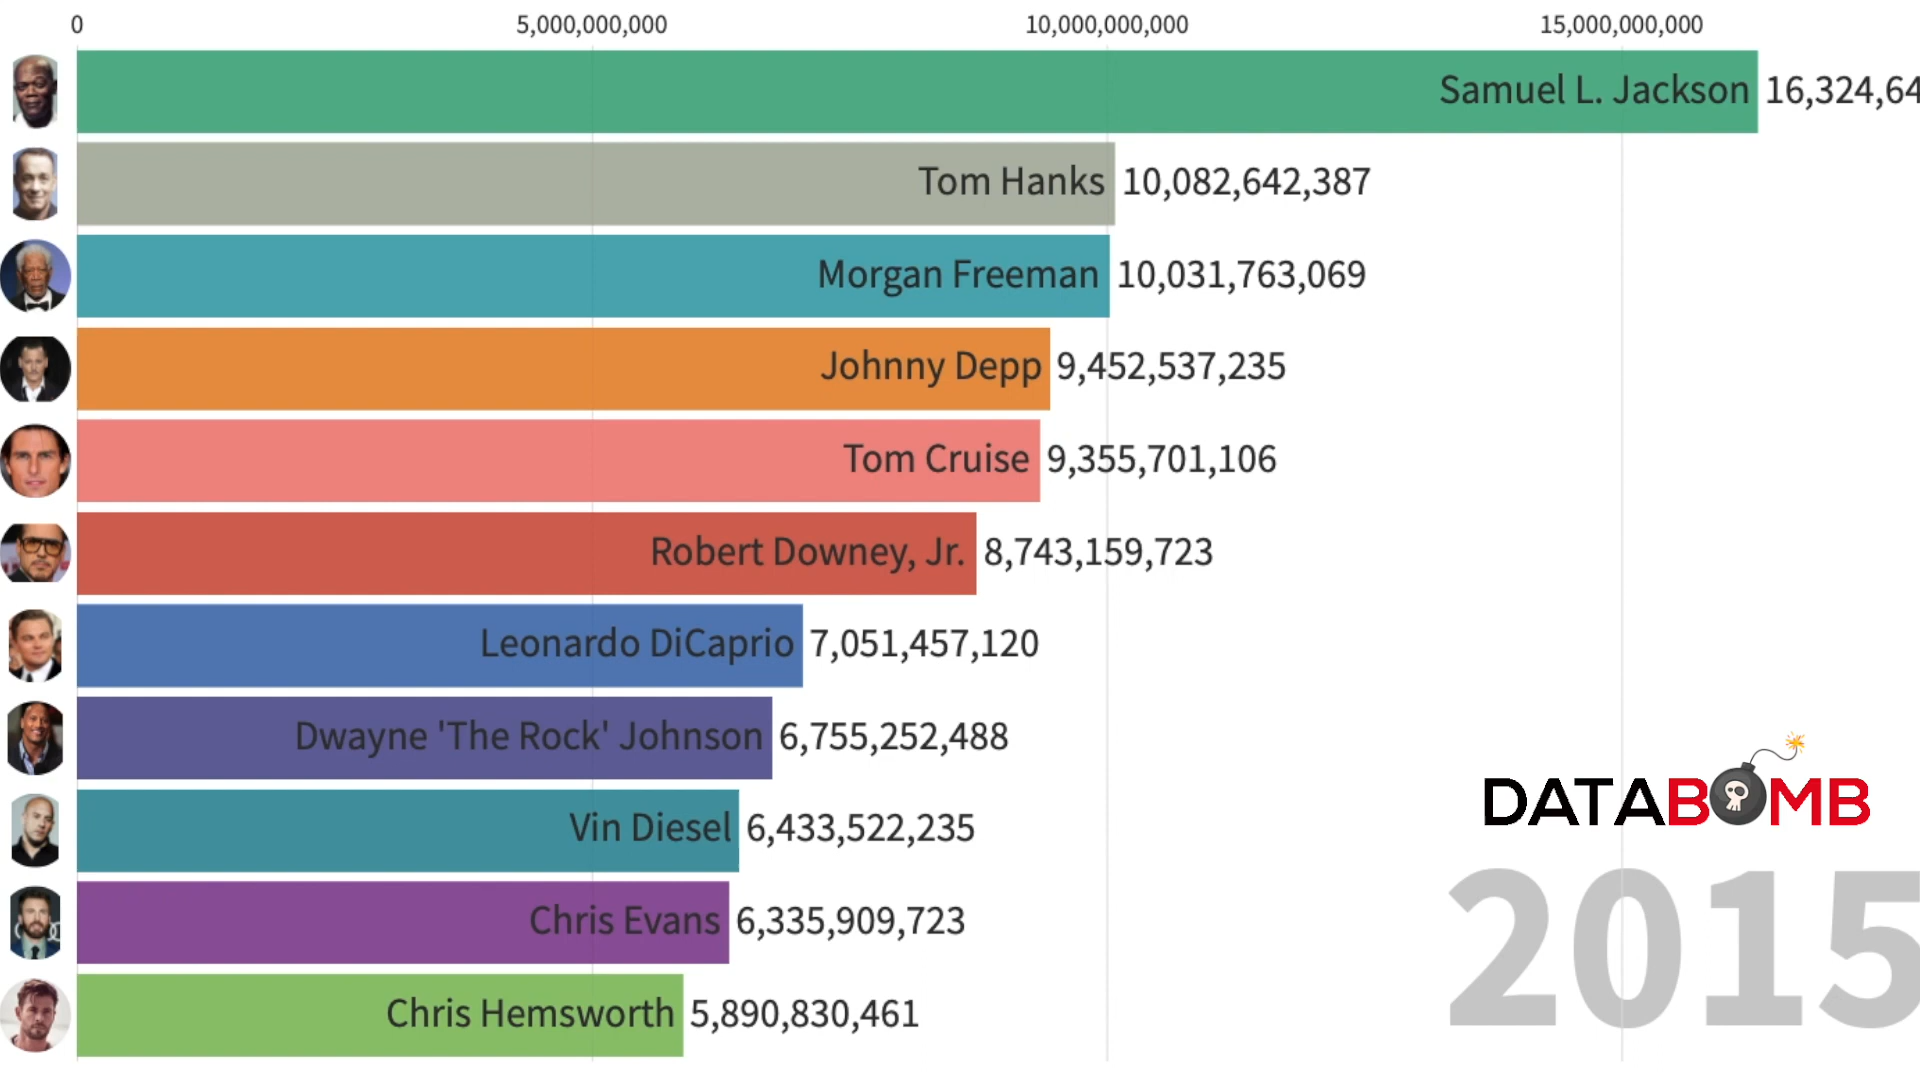 0 5,000,000,000 10,000,000,000 15,000,000,000
Samuel L. Jackson 16,324,64
Tom Hanks 10,082,642,387
Morgan Freeman 10,031,763,069
Johnny Depp 9,452,537,235
Tom Cruise 9,355,701,106
Robert Downey, Jr. 8,743,159,723
Leonardo DiCaprio 7,051,457,120
Dwayne 'The Rock' Johnson 6,755,252,488
Vin Diesel 6,433,522,235
Chris Evans 6,335,909,723
Chris Hemsworth 5,890,830,461
DATABOMB
2015